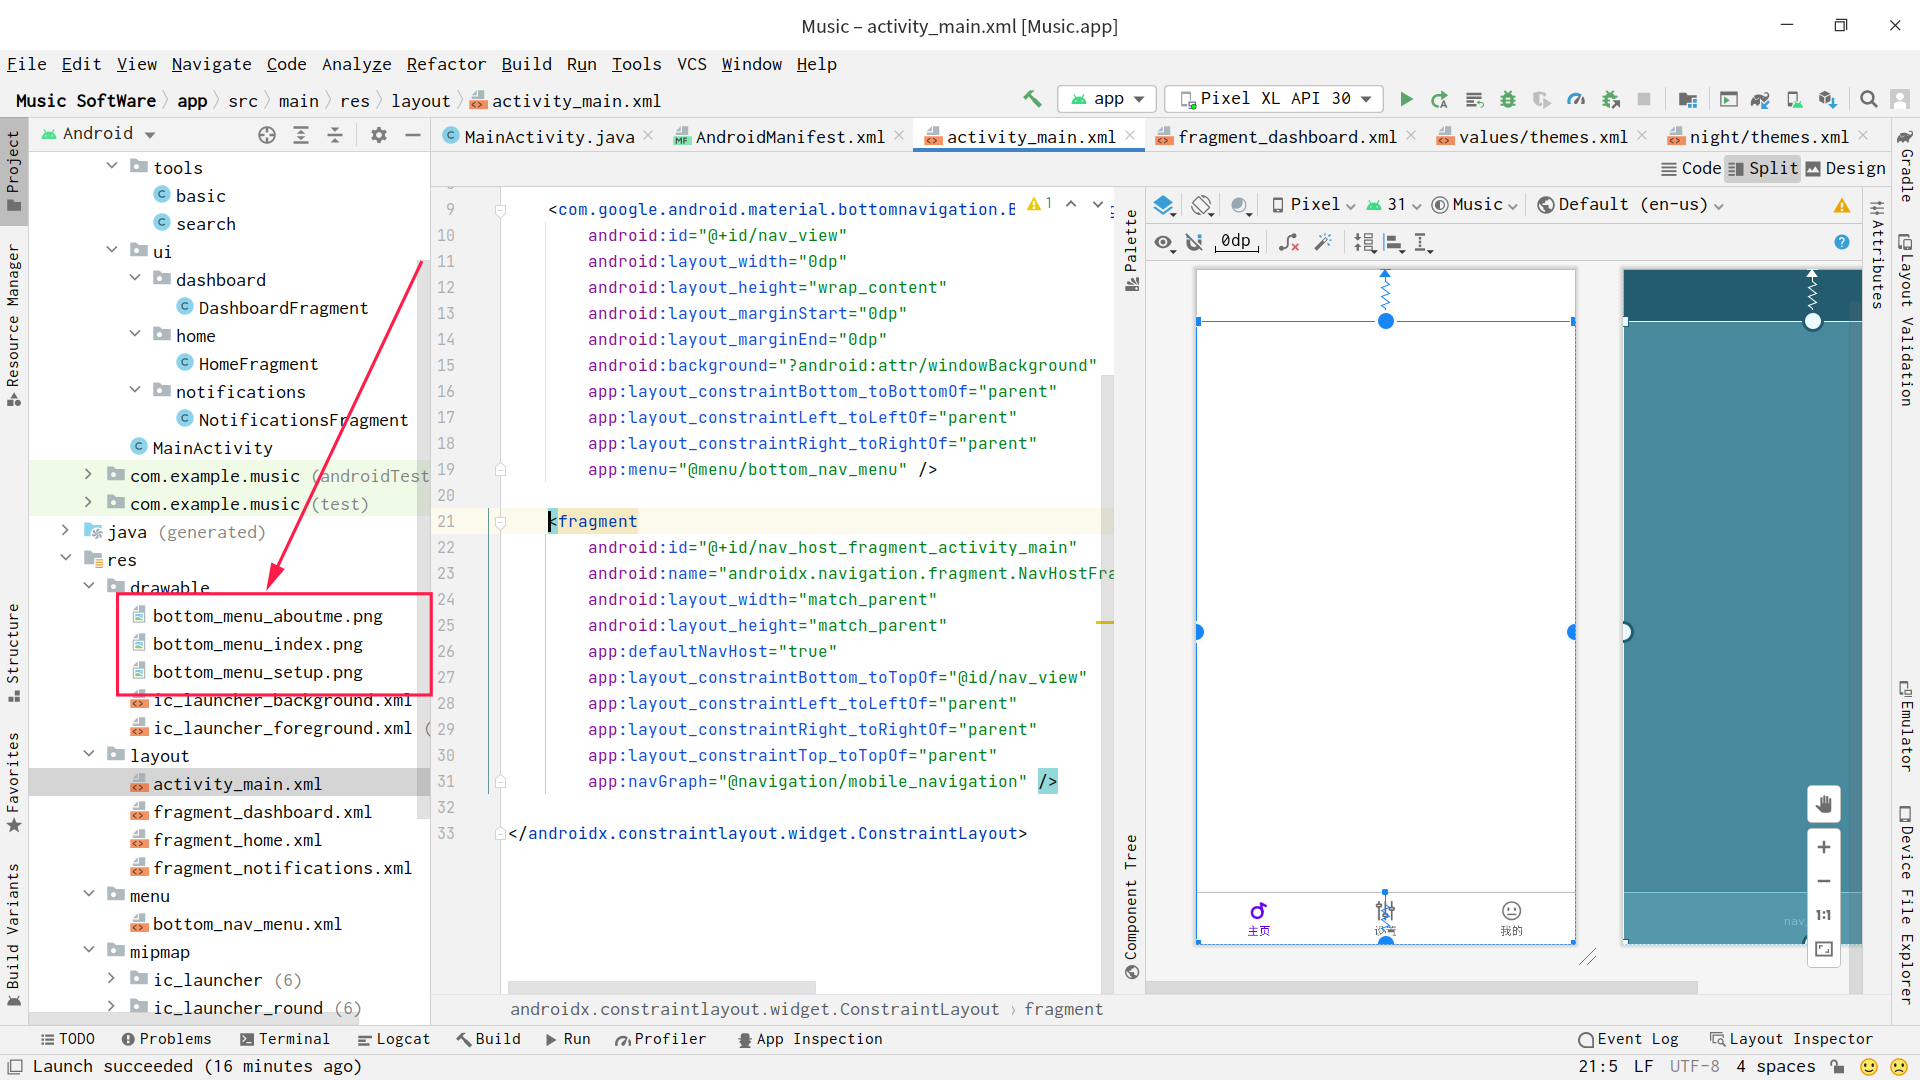 Music – activity_main.xml [Music.app]
File Edit View Navigate Code Analyze Refactor Build Run Tools VCS Window Help
Music SoftWare app src main res layout activity_main.xml
app Pixel XL API 30
Android
MainActivity.java AndroidManifest.xml activity_main.xml fragment_dashboard.xml values/themes.xml night/themes.xml
Code Split Design
Project
Resource Manager
Structure
Favorites
Build Variants
tools
basic
search
ui
dashboard
DashboardFragment
home
HomeFragment
notifications
NotificationsFragment
MainActivity
com.example.music (androidTest
com.example.music (test)
java (generated)
res
drawable
bottom_menu_aboutme.png
bottom_menu_index.png
bottom_menu_setup.png
ic_launcher_background.xml
ic_launcher_foreground.xml (
layout
activity_main.xml
fragment_dashboard.xml
fragment_home.xml
fragment_notifications.xml
menu
bottom_nav_menu.xml
mipmap
ic_launcher (6)
ic_launcher_round (6)
9 <com.google.android.material.bottomnavigation.B
1
10 android:id="@+id/nav_view"
11 android:layout_width="0dp"
12 android:layout_height="wrap_content"
13 android:layout_marginStart="0dp"
14 android:layout_marginEnd="0dp"
15 android:background="?android:attr/windowBackground"
16 app:layout_constraintBottom_toBottomOf="parent"
17 app:layout_constraintLeft_toLeftOf="parent"
18 app:layout_constraintRight_toRightOf="parent"
19 app:menu="@menu/bottom_nav_menu" />
20
21 <fragment
22 android:id="@+id/nav_host_fragment_activity_main"
23 android:name="androidx.navigation.fragment.NavHostFra
24 android:layout_width="match_parent"
25 android:layout_height="match_parent"
26 app:defaultNavHost="true"
27 app:layout_constraintBottom_toTopOf="@id/nav_view"
28 app:layout_constraintLeft_toLeftOf="parent"
29 app:layout_constraintRight_toRightOf="parent"
30 app:layout_constraintTop_toTopOf="parent"
31 app:navGraph="@navigation/mobile_navigation" />
32
33 </androidx.constraintlayout.widget.ConstraintLayout>
androidx.constraintlayout.widget.ConstraintLayout › fragment
Palette
Component Tree
Pixel 31 Music Default (en-us)
0dp
主页 设置 我的
nav
1:1
Attributes
Gradle
Layout Validation
Emulator
Device File Explorer
TODO Problems Terminal Logcat Build Run Profiler App Inspection Event Log Layout Inspector
Launch succeeded (16 minutes ago) 21:5 LF UTF-8 4 spaces